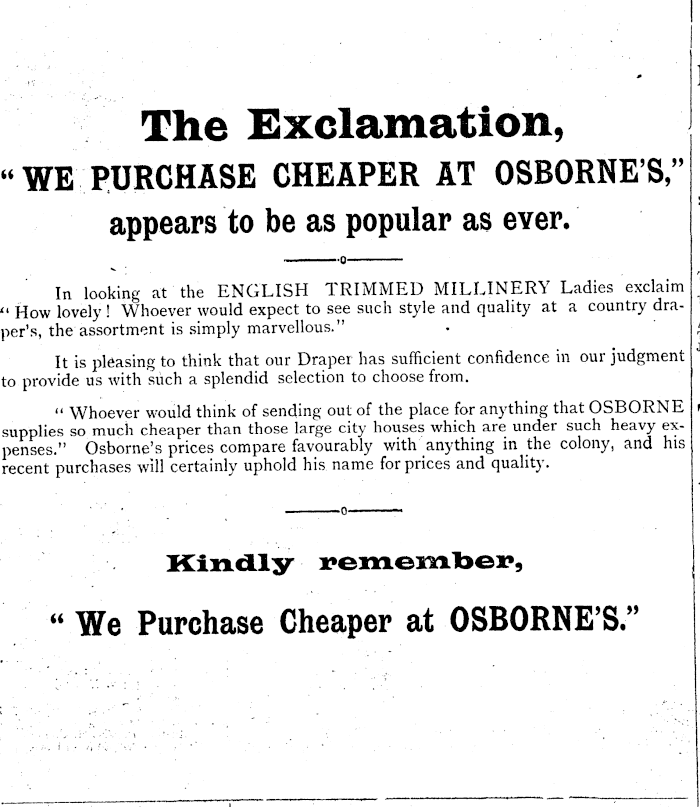 The Exclamation,
“ WE PURCHASE CHEAPER AT OSBORNE'S,”
appears to be as popular as ever.
o
In looking at the ENGLISH TRIMMED MILLINERY Ladies exclaim
“ How lovely ! Whoever would expect to see such style and quality at a country dra-
per's, the assortment is simply marvellous.”
It is pleasing to think that our Draper has sufficient confidence in our judgment
to provide us with such a splendid selection to choose from.
“ Whoever would think of sending out of the place for anything that OSBORNE
supplies so much cheaper than those large city houses which are under such heavy ex-
penses.” Osborne's prices compare favourably with anything in the colony, and his
recent purchases will certainly uphold his name for prices and quality.
o
Kindly remember,
“ We Purchase Cheaper at OSBORNE'S.”